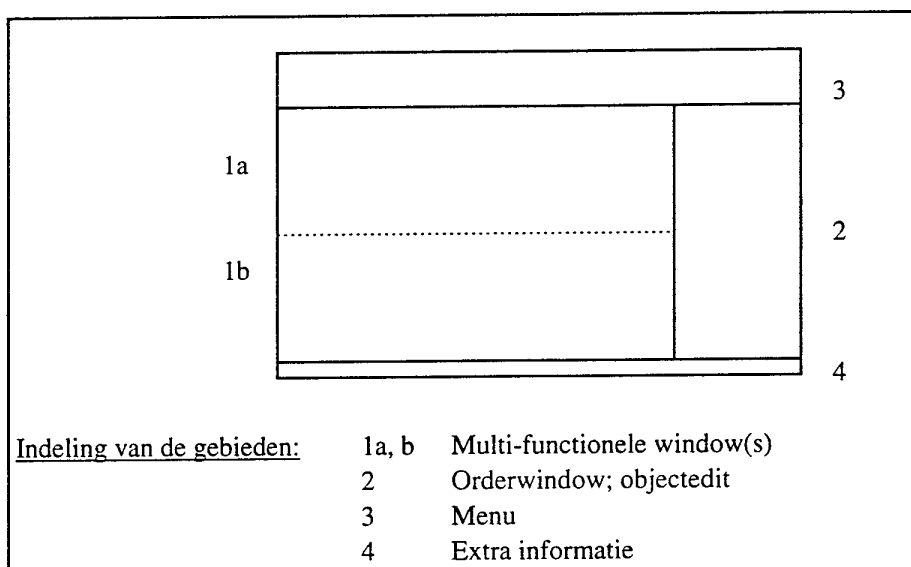 3
1a
2
1b
4
Indeling van de gebieden: 1a, b Multi-functionele window(s)
2 Orderwindow; objectedit
3 Menu
4 Extra informatie